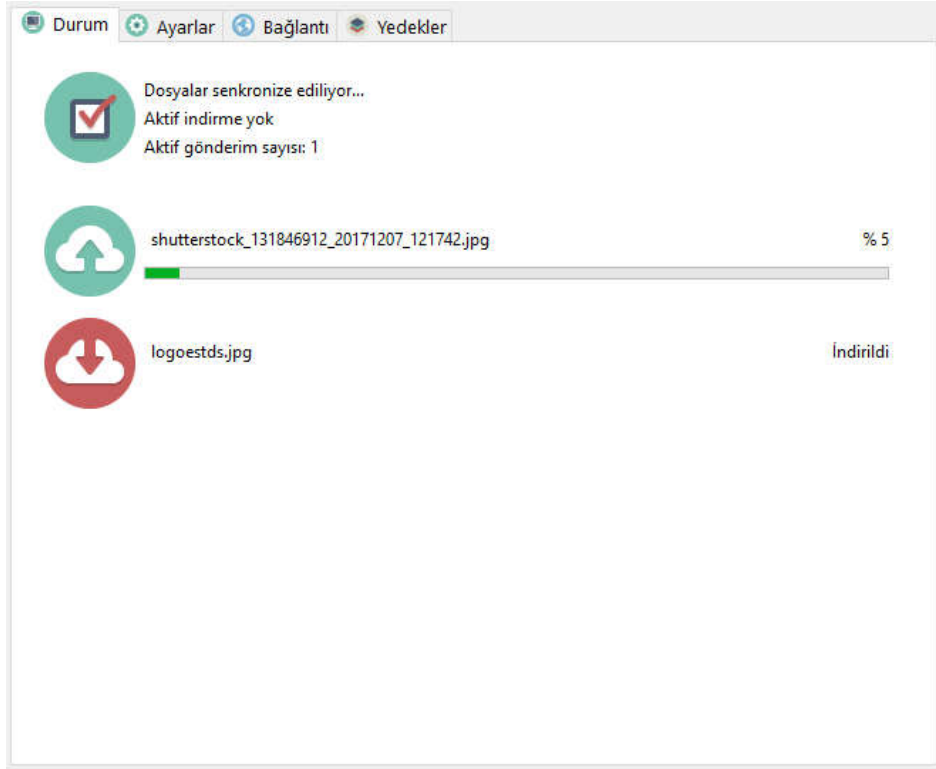 Durum Ayarlar Bağlantı Yedekler
Dosyalar senkronize ediliyor...
Aktif indirme yok
Aktif gönderim sayısı: 1
shutterstock_131846912_20171207_121742.jpg % 5
logoestds.jpg İndirildi